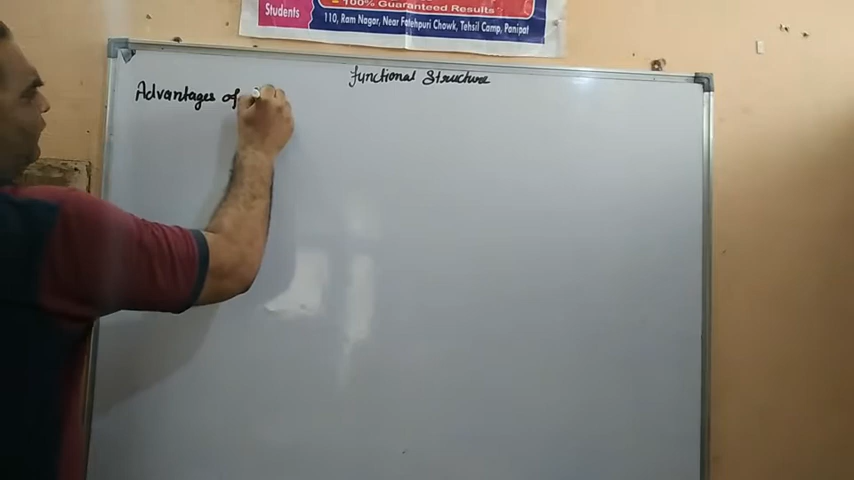 Students
100% Guaranteed Results
110, Ram Nagar, Near Fatehpuri Chowk, Tehsil Camp, Panipat
Functional Structure
Advantages of